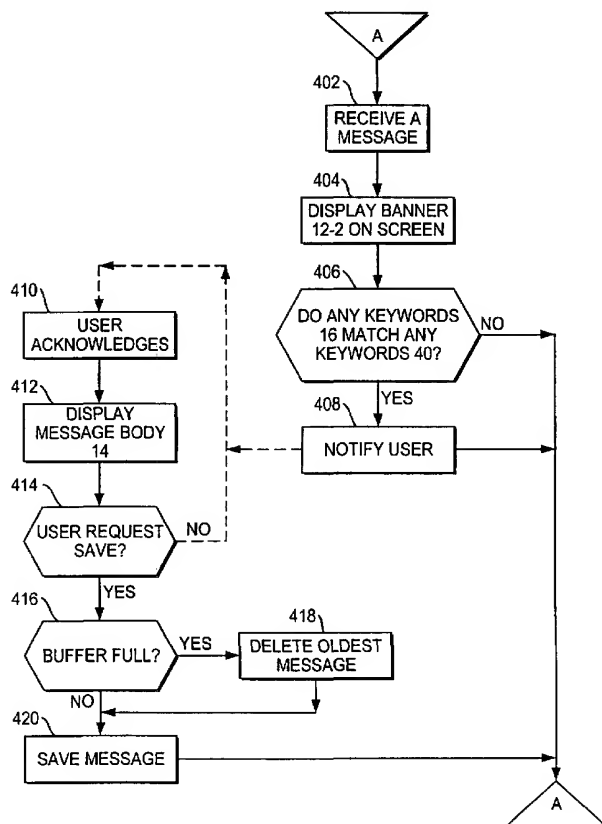 A
402
RECEIVE A
MESSAGE
404
DISPLAY BANNER
12-2 ON SCREEN
406
DO ANY KEYWORDS
16 MATCH ANY
KEYWORDS 40?
NO
YES
408
NOTIFY USER
410
USER
ACKNOWLEDGES
412
DISPLAY
MESSAGE BODY
14
414
USER REQUEST
SAVE?
NO
YES
416
BUFFER FULL?
YES
418
DELETE OLDEST
MESSAGE
NO
420
SAVE MESSAGE
A